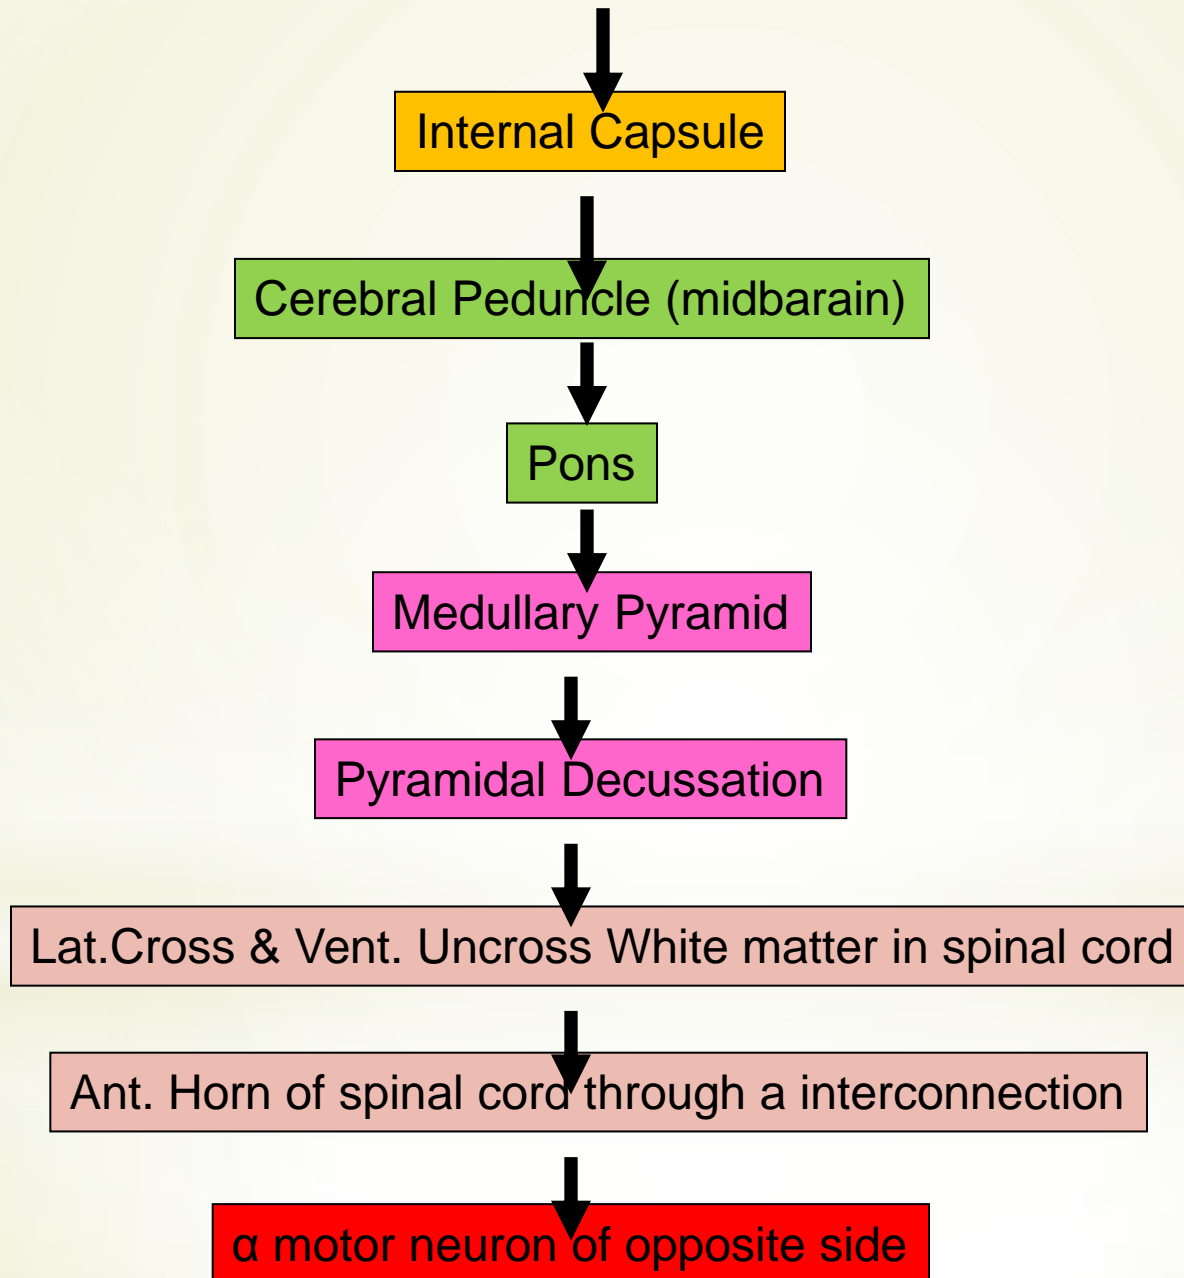 Internal Capsule
Cerebral Peduncle (midbarain)
Pons
Medullary Pyramid
Pyramidal Decussation
Lat.Cross & Vent. Uncross White matter in spinal cord
Ant. Horn of spinal cord through a interconnection
α motor neuron of opposite side